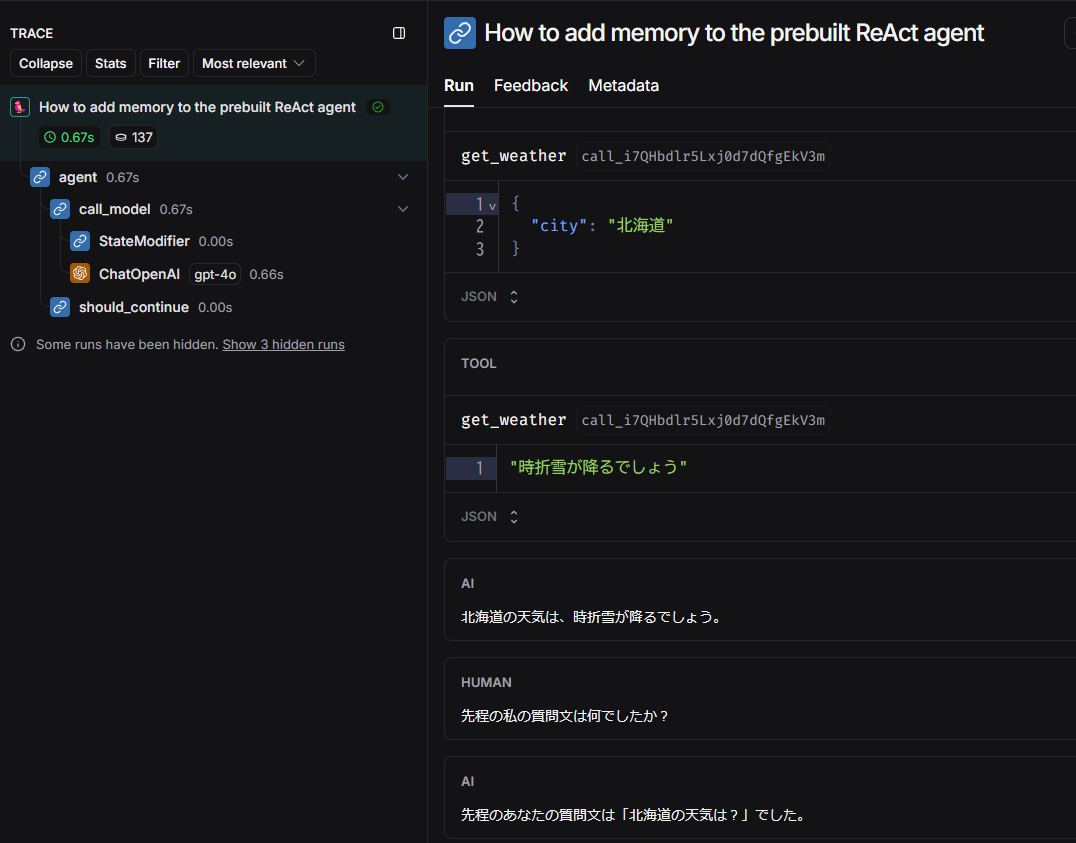 TRACE
Collapse Stats Filter Most relevant
How to add memory to the prebuilt ReAct agent
0.67s 137
agent 0.67s
call_model 0.67s
StateModifier 0.00s
ChatOpenAI gpt-4o 0.66s
should_continue 0.00s
Some runs have been hidden. Show 3 hidden runs
How to add memory to the prebuilt ReAct agent
Run Feedback Metadata
get_weather call_i7QHbdlr5Lxj0d7dQfgEkV3m
1 {
2 "city": "北海道"
3 }
JSON
TOOL
get_weather call_i7QHbdlr5Lxj0d7dQfgEkV3m
1 "時折雪が降るでしょう"
JSON
AI
北海道の天気は、時折雪が降るでしょう。
HUMAN
先程の私の質問文は何でしたか？
AI
先程のあなたの質問文は「北海道の天気は？」でした。